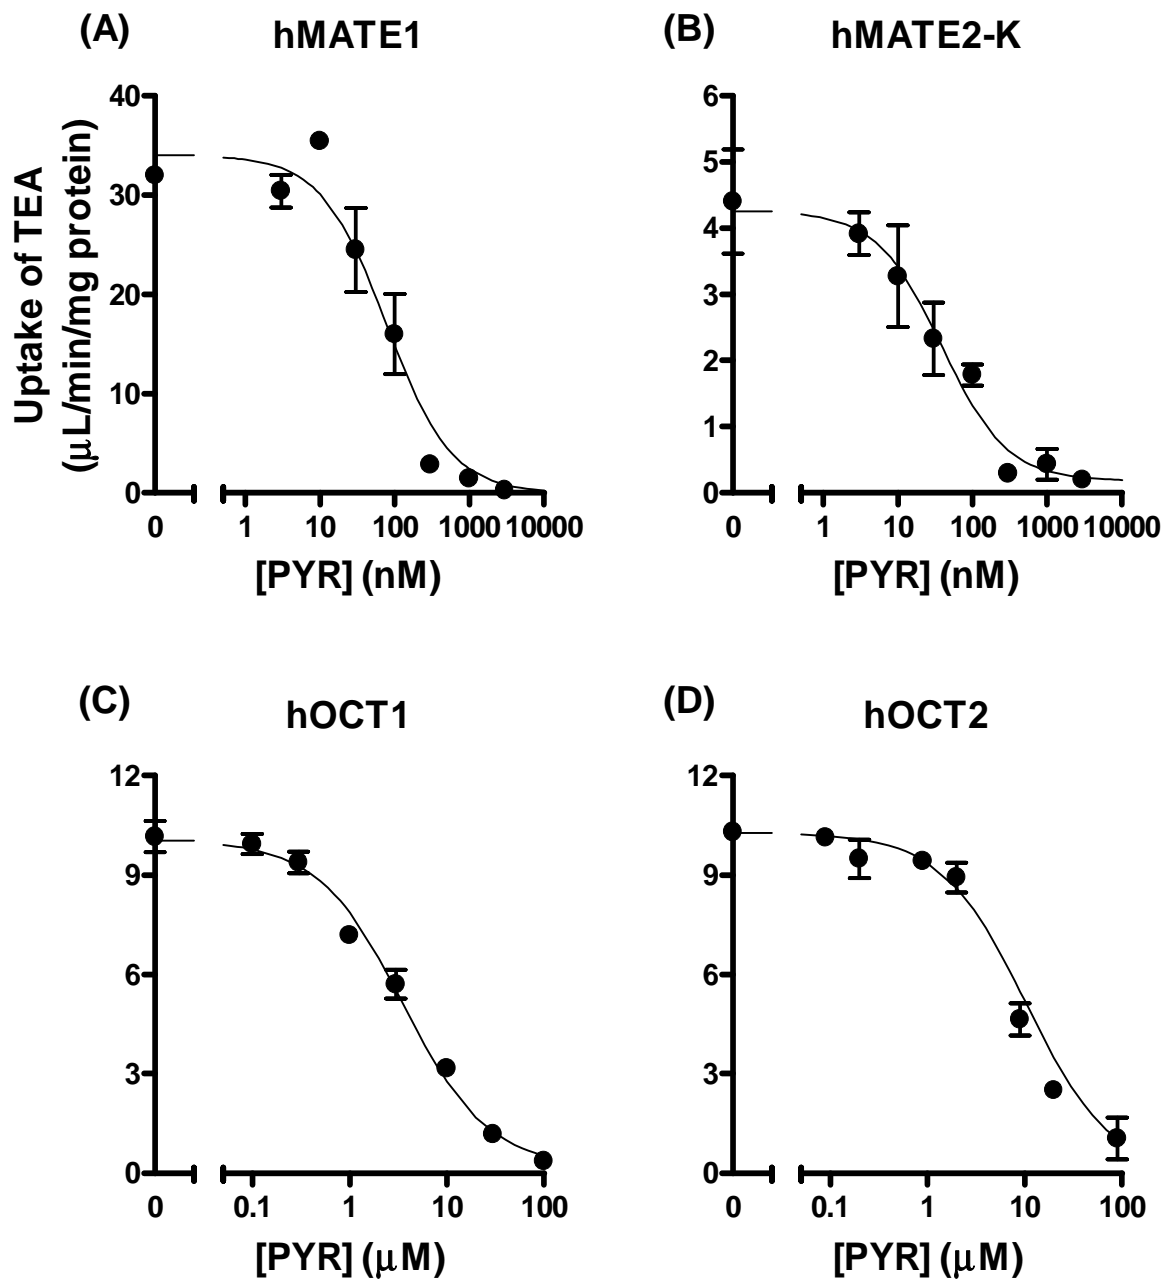 (A) hMATE1
Uptake of TEA
(μL/min/mg protein)
40
30
20
10
0
0 1 10 100 1000 10000
[PYR] (nM)
(B) hMATE2-K
6
5
4
3
2
1
0
0 1 10 100 1000 10000
[PYR] (nM)
(C) hOCT1
12
9
6
3
0
0 0.1 1 10 100
[PYR] (μM)
(D) hOCT2
12
9
6
3
0
0 0.1 1 10 100
[PYR] (μM)